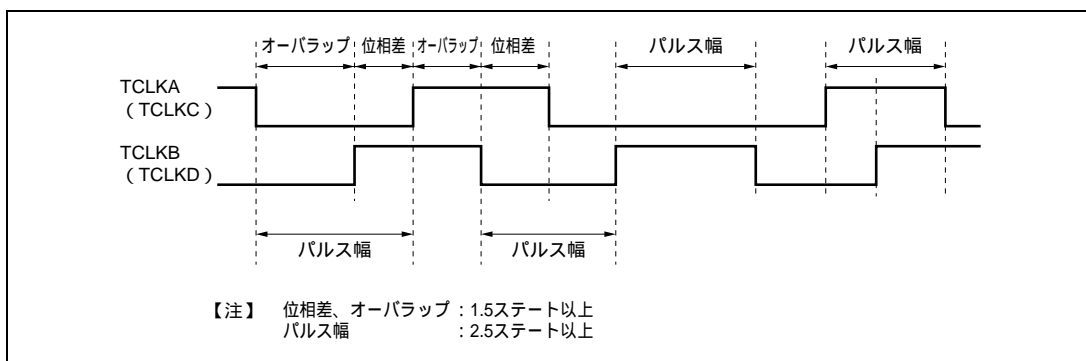 オーバラップ 位相差 オーバラップ 位相差 パルス幅 パルス幅
TCLKA
（TCLKC）
TCLKB
（TCLKD）
パルス幅 パルス幅
【注】 位相差、オーバラップ：1.5ステート以上
パルス幅 ：2.5ステート以上